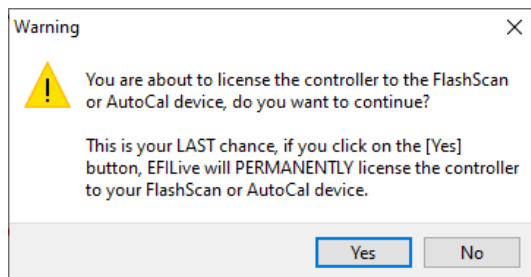 Warning
You are about to license the controller to the FlashScan
or AutoCal device, do you want to continue?
This is your LAST chance, if you click on the [Yes]
button, EFILive will PERMANENTLY license the controller
to your FlashScan or AutoCal device.
Yes
No